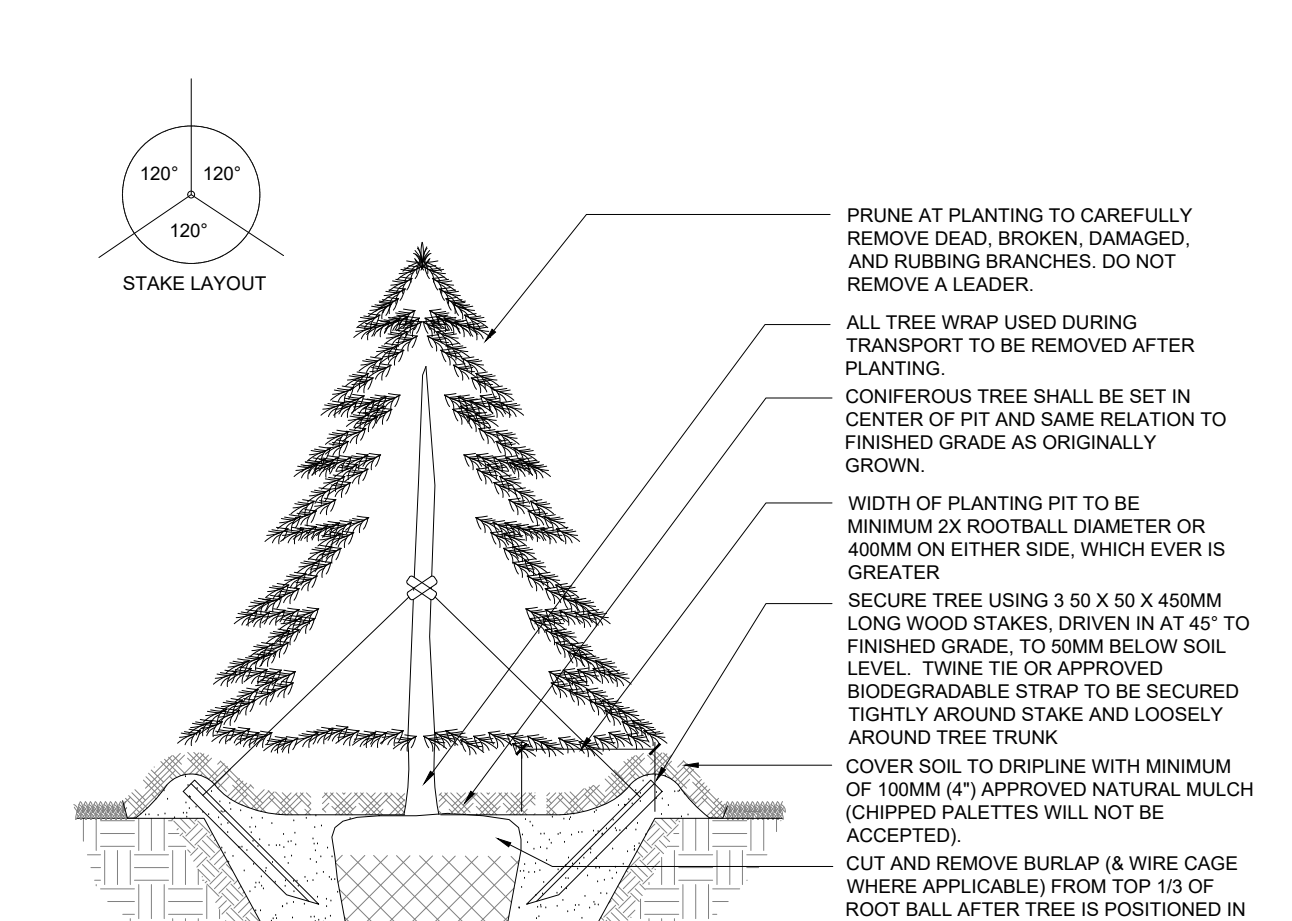 120° 120°
120°
STAKE LAYOUT
PRUNE AT PLANTING TO CAREFULLY
REMOVE DEAD, BROKEN, DAMAGED,
AND RUBBING BRANCHES. DO NOT
REMOVE A LEADER.
ALL TREE WRAP USED DURING
TRANSPORT TO BE REMOVED AFTER
PLANTING.
CONIFEROUS TREE SHALL BE SET IN
CENTER OF PIT AND SAME RELATION TO
FINISHED GRADE AS ORIGINALLY
GROWN.
WIDTH OF PLANTING PIT TO BE
MINIMUM 2X ROOTBALL DIAMETER OR
400MM ON EITHER SIDE, WHICH EVER IS
GREATER
SECURE TREE USING 3 50 X 50 X 450MM
LONG WOOD STAKES, DRIVEN IN AT 45° TO
FINISHED GRADE, TO 50MM BELOW SOIL
LEVEL. TWINE TIE OR APPROVED
BIODEGRADABLE STRAP TO BE SECURED
TIGHTLY AROUND STAKE AND LOOSELY
AROUND TREE TRUNK
COVER SOIL TO DRIPLINE WITH MINIMUM
OF 100MM (4") APPROVED NATURAL MULCH
(CHIPPED PALETTES WILL NOT BE
ACCEPTED).
CUT AND REMOVE BURLAP (& WIRE CAGE
WHERE APPLICABLE) FROM TOP 1/3 OF
ROOT BALL AFTER TREE IS POSITIONED IN